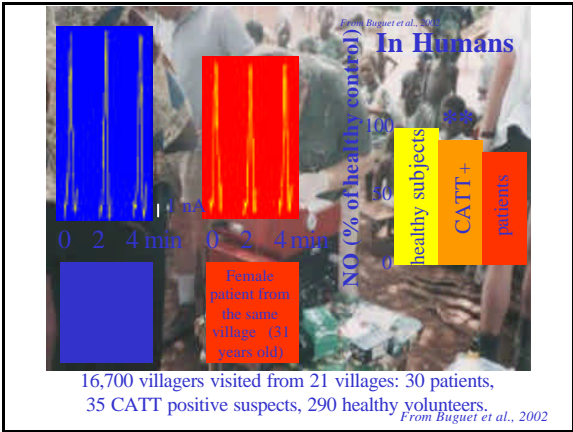 From Buguet et al., 2002
In Humans
NO (% of healthy control)
100
50
0
healthy subjects
**
CATT+
patients
nA
0 2 4 min
0 2 4 min
Female
patient from
the same
village (31
years old)
16,700 villagers visited from 21 villages: 30 patients,
35 CATT positive suspects, 290 healthy volunteers.
From Buguet et al., 2002